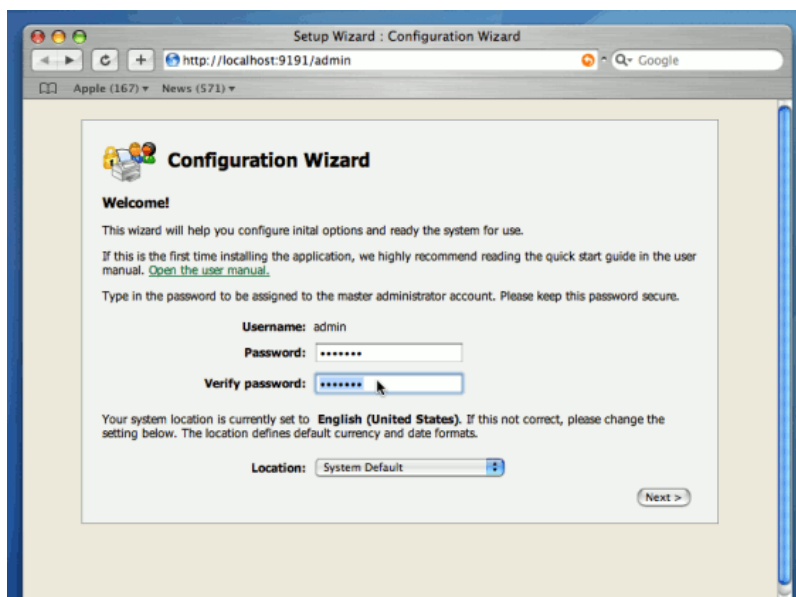 Setup Wizard : Configuration Wizard
http://localhost:9191/admin
Google
Apple (167) News (571)
Configuration Wizard
Welcome!
This wizard will help you configure inital options and ready the system for use.
If this is the first time installing the application, we highly recommend reading the quick start guide in the user
manual. Open the user manual.
Type in the password to be assigned to the master administrator account. Please keep this password secure.
Username: admin
Password: •••••••
Verify password: •••••••
Your system location is currently set to English (United States). If this not correct, please change the
setting below. The location defines default currency and date formats.
Location: System Default
Next >